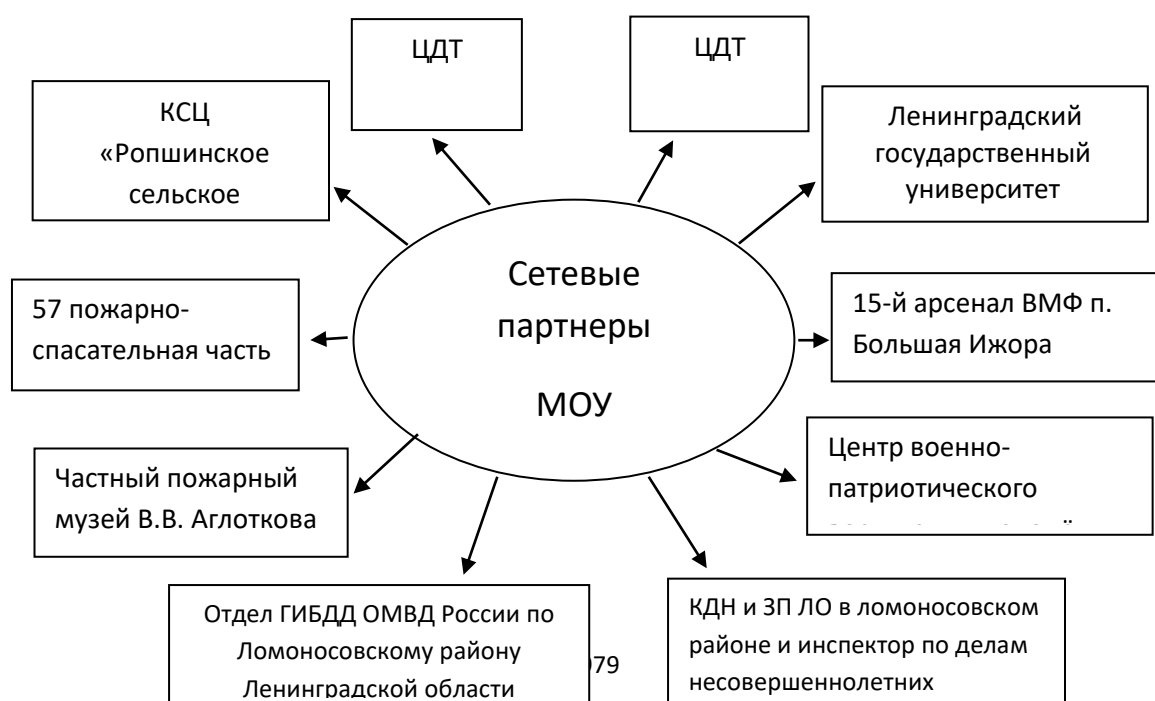 ЦДТ
ЦДТ
КСЦ
«Ропшинское
сельское
Ленинградский
государственный
университет
Сетевые
партнеры
МОУ
57 пожарно-
спасательная часть
15-й арсенал ВМФ п.
Большая Ижора
Частный пожарный
музей В.В. Аглоткова
Центр военно-
патриотического
Отдел ГИБДД ОМВД России по
Ломоносовскому району
Ленинградской области
КДН и ЗП ЛО в ломоносовском
районе и инспектор по делам
несовершеннолетних
79